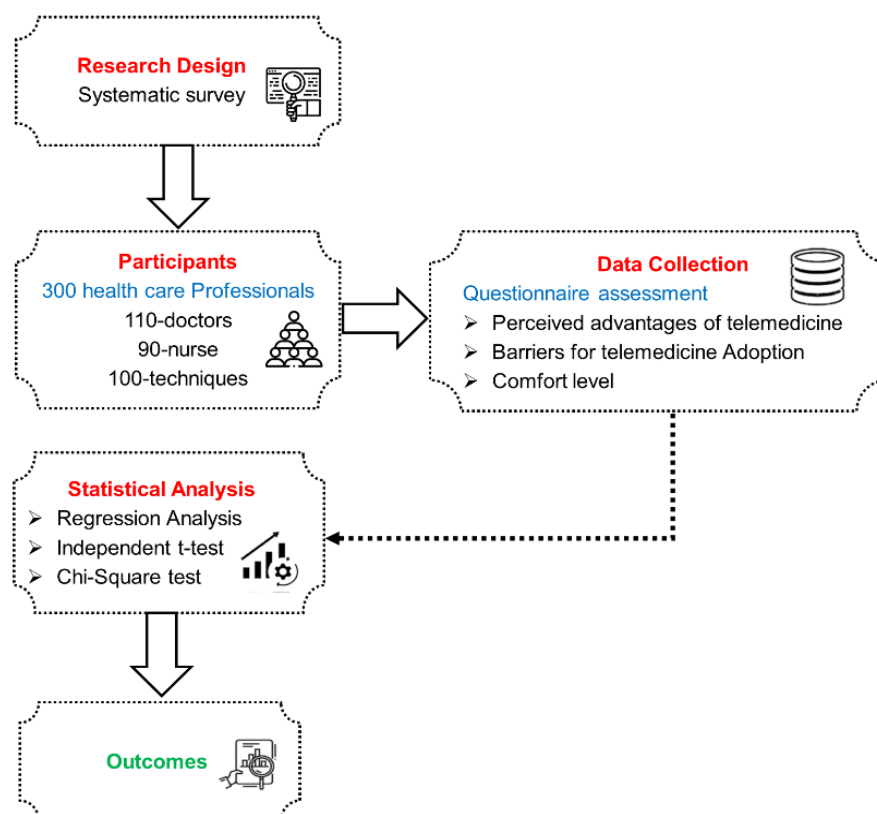 Research Design
Systematic survey
Participants
300 health care Professionals
110-doctors
90-nurse
100-techniques
Data Collection
Questionnaire assessment
➢ Perceived advantages of telemedicine
➢ Barriers for telemedicine Adoption
➢ Comfort level
Statistical Analysis
➢ Regression Analysis
➢ Independent t-test
➢ Chi-Square test
Outcomes